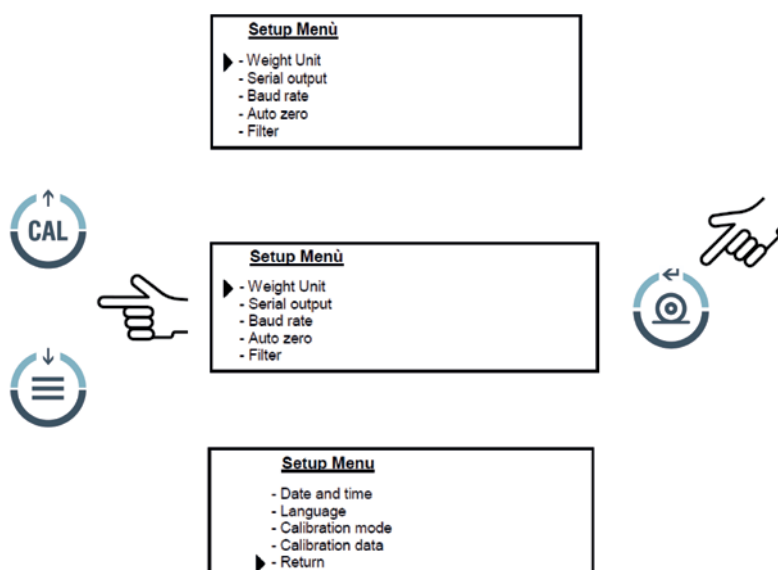 Setup Menù
- Weight Unit
- Serial output
- Baud rate
- Auto zero
- Filter
CAL
Setup Menù
- Weight Unit
- Serial output
- Baud rate
- Auto zero
- Filter
Setup Menu
- Date and time
- Language
- Calibration mode
- Calibration data
- Return